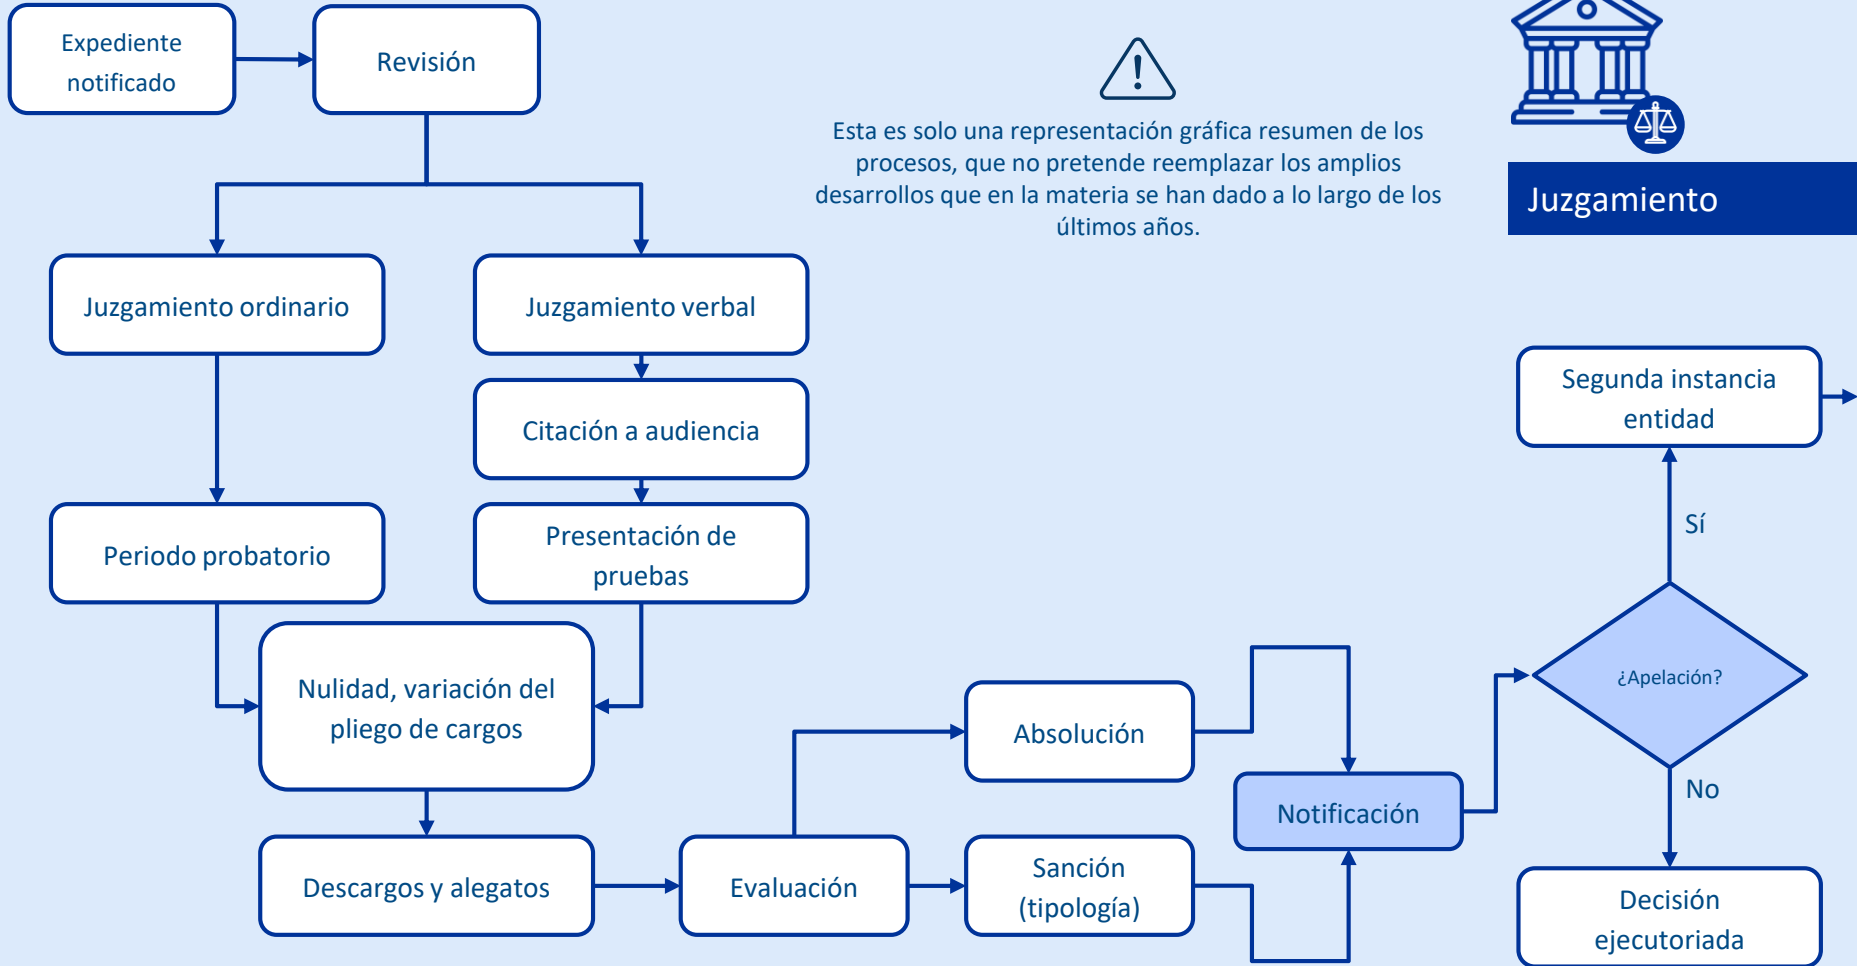 Expediente
notificado
Revisión
Esta es solo una representación gráfica resumen de los
procesos, que no pretende reemplazar los amplios
desarrollos que en la materia se han dado a lo largo de los
últimos años.
Juzgamiento
Juzgamiento ordinario
Juzgamiento verbal
Citación a audiencia
Periodo probatorio
Presentación de
pruebas
Nulidad, variación del
pliego de cargos
Descargos y alegatos
Evaluación
Absolución
Sanción
(tipología)
Notificación
¿Apelación?
Sí
Segunda instancia
entidad
No
Decisión
ejecutoriada